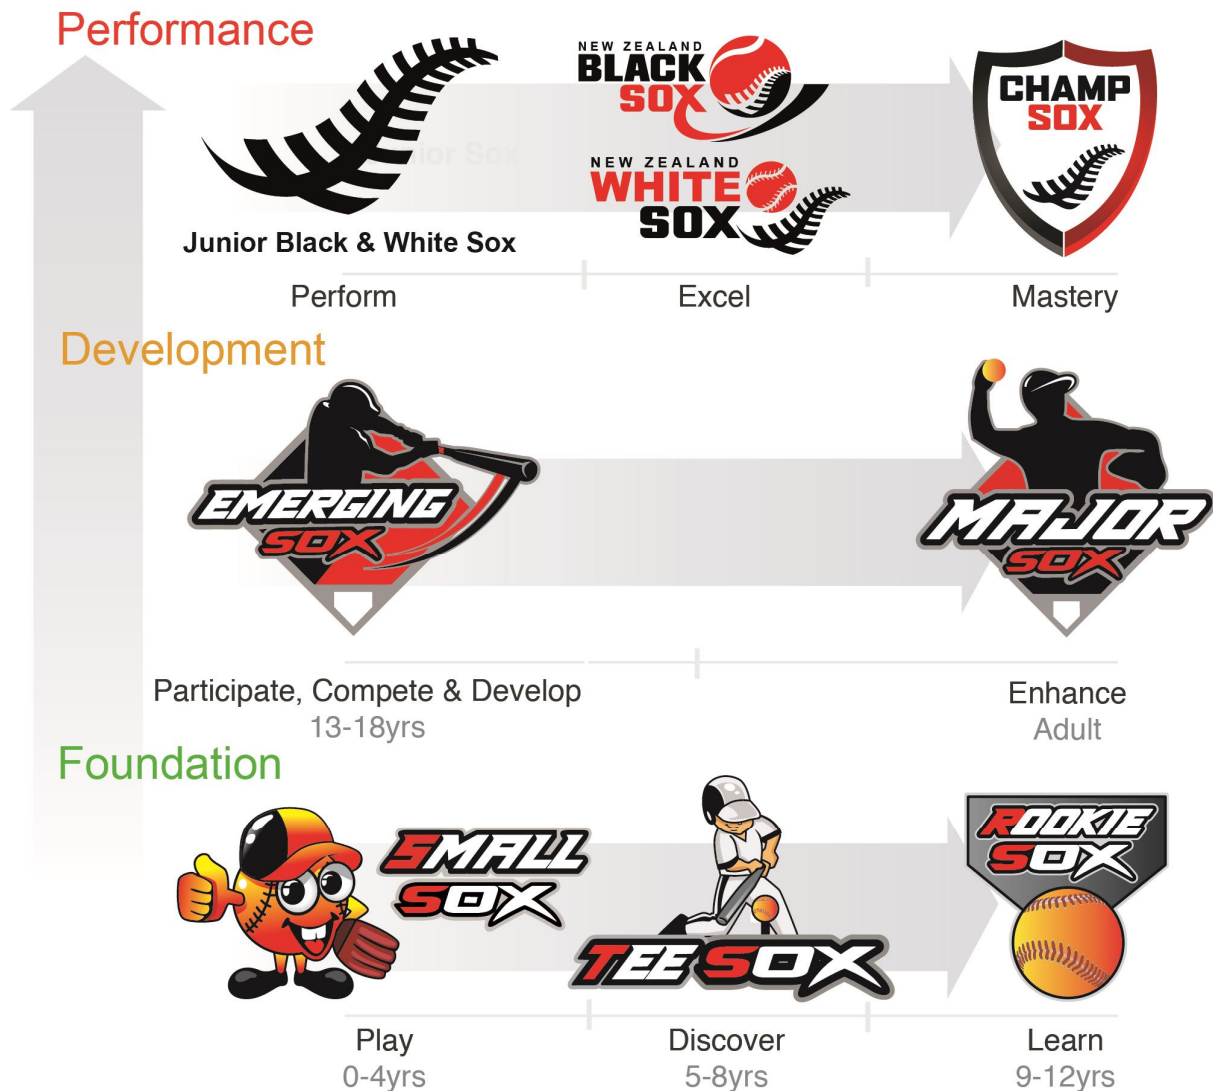 Performance
NEW ZEALAND
BLACK
SOX
CHAMP
SOX
Junior Sox
NEW ZEALAND
WHITE
SOX
Junior Black & White Sox
Perform
Excel
Mastery
Development
EMERGING
SOX
MAJOR
SOX
Participate, Compete & Develop
13-18yrs
Enhance
Adult
Foundation
SMALL
SOX
TEE SOX
ROOKIE
SOX
Play
0-4yrs
Discover
5-8yrs
Learn
9-12yrs